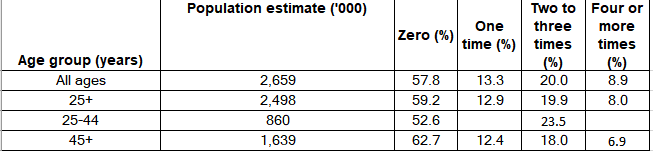 Age group (years) Population estimate ('000) Zero (%) One time (%) Two to three times (%) Four or more times (%)
All ages 2,659 57.8 13.3 20.0 8.9
25+ 2,498 59.2 12.9 19.9 8.0
25-44 860 52.6 23.5
45+ 1,639 62.7 12.4 18.0 6.9